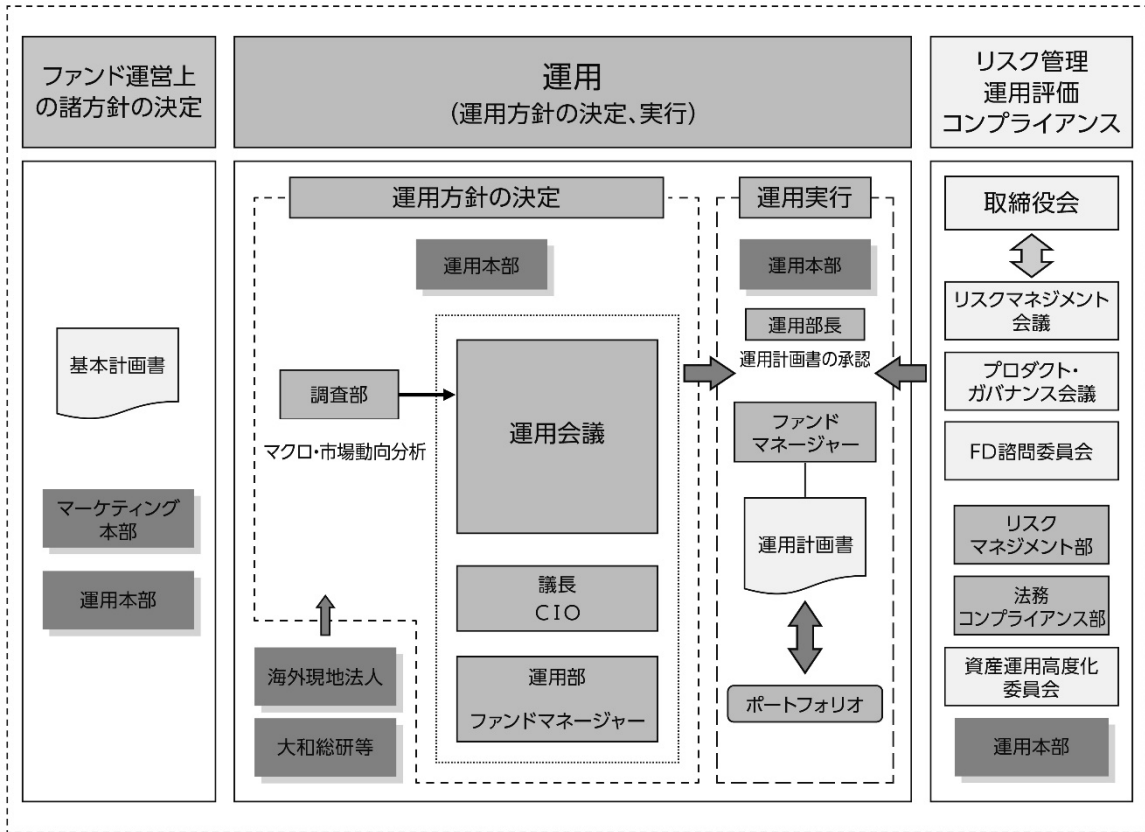 ファンド運営上
の諸方針の決定
基本計画書
マーケティング
本部
運用本部
運用
(運用方針の決定、実行)
運用方針の決定
運用本部
調査部
マクロ・市場動向分析
運用会議
議長
CIO
運用部
ファンドマネージャー
海外現地法人
大和総研等
運用実行
運用本部
運用部長
運用計画書の承認
ファンド
マネージャー
運用計画書
ポートフォリオ
リスク管理
運用評価
コンプライアンス
取締役会
リスクマネジメント
会議
プロダクト・
ガバナンス会議
FD諮問委員会
リスク
マネジメント部
法務
コンプライアンス部
資産運用高度化
委員会
運用本部